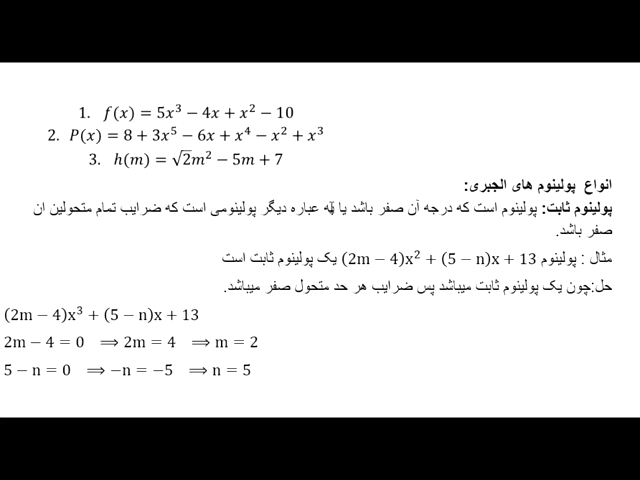 1. f(x) = 5x³ − 4x + x² − 10
2. P(x) = 8 + 3x⁵ − 6x + x⁴ − x² + x³
3. h(m) = √2m² − 5m + 7
انواع پولینوم های الجبری:
پولینوم ثابت: پولینوم است که درجه آن صفر باشد یا به عباره دیگر پولینومی است که ضرایب تمام متحولین ان
صفر باشد.
مثال : پولینوم (2m − 4)x² + (5 − n)x + 13 یک پولینوم ثابت است
حل:چون یک پولینوم ثابت میباشد پس ضرایب هر حد متحول صفر میباشد.
(2m − 4)x³ + (5 − n)x + 13
2m − 4 = 0 ⟹ 2m = 4 ⟹ m = 2
5 − n = 0 ⟹ −n = −5 ⟹ n = 5